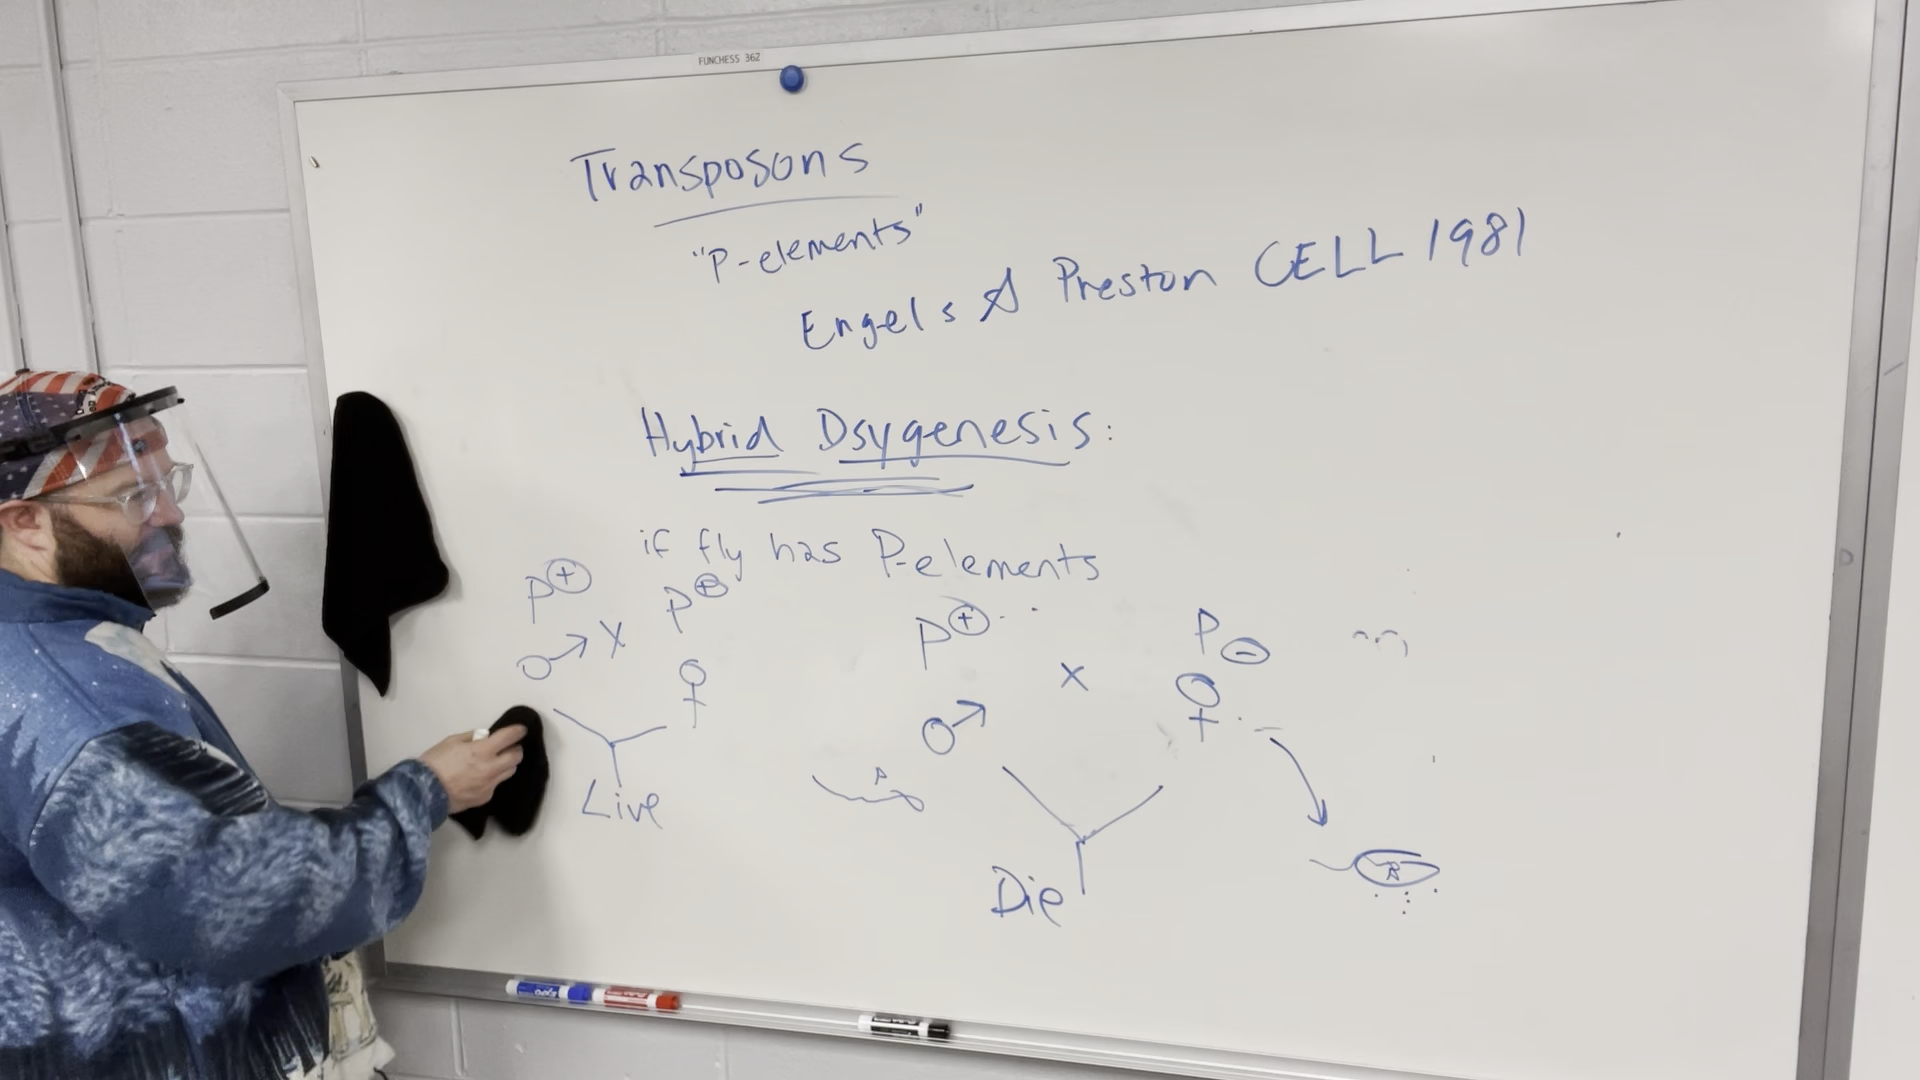 FUNCHESS 362
Transposons
"P-elements"
Engels & Preston CELL 1981
Hybrid Dsygenesis:
if fly has P-elements
P⊕ P⊕
♂ X ♀
Live
P⊕ P⊖
♂ x ♀
Die